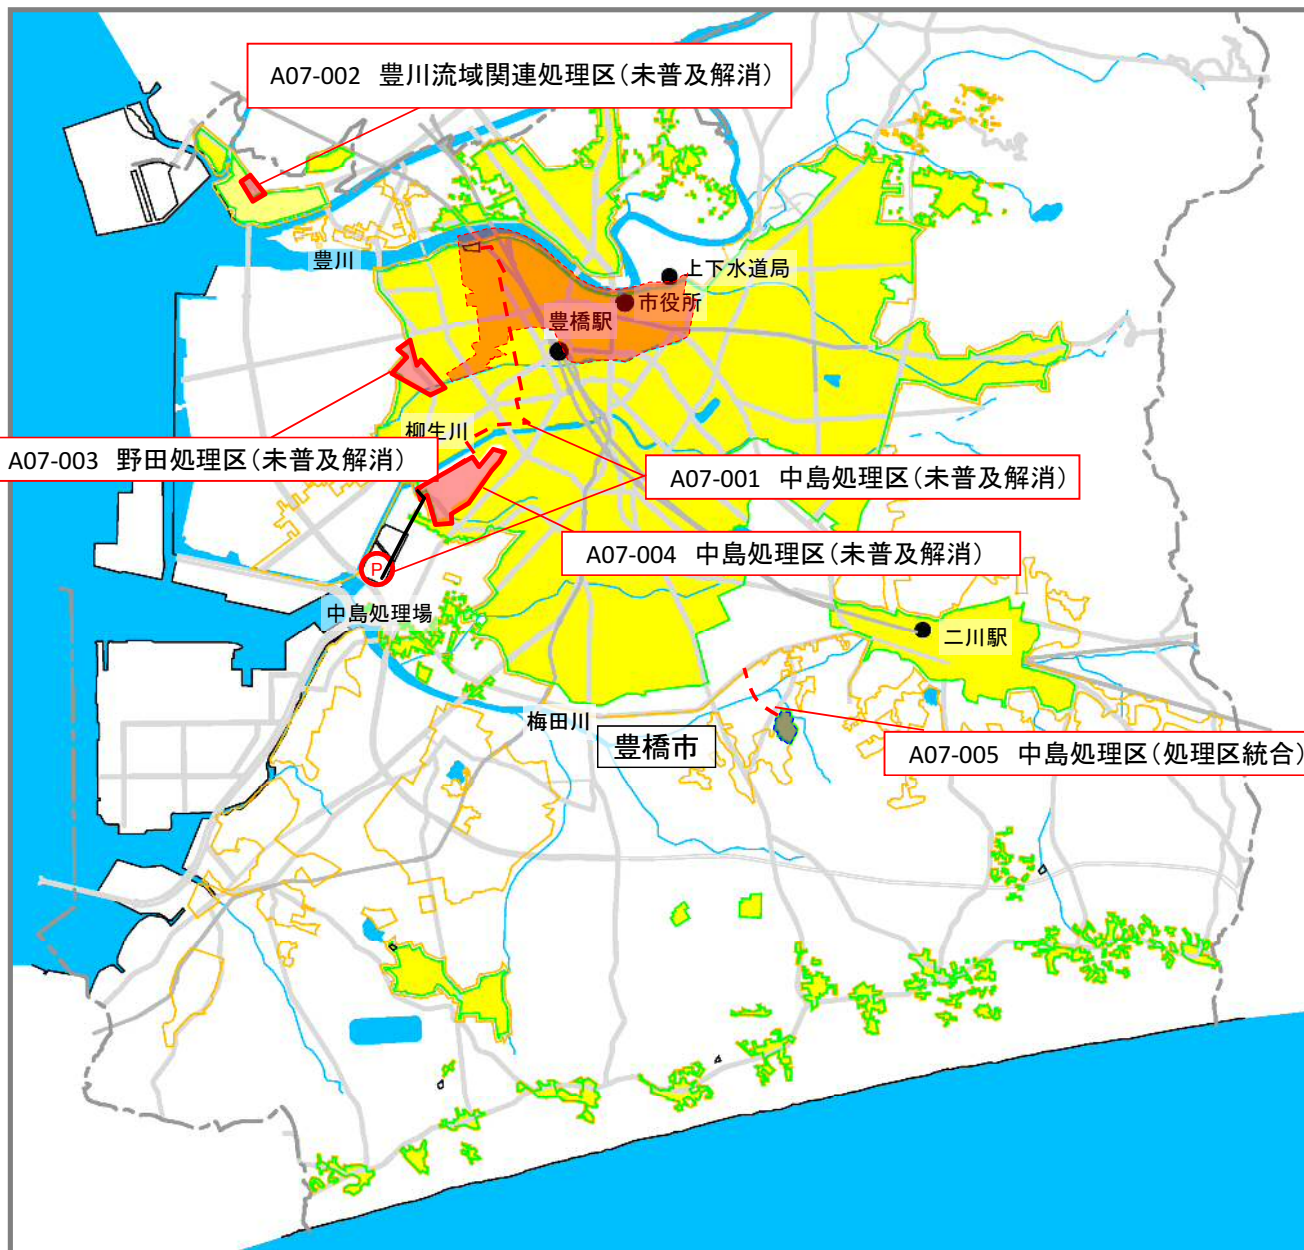 A07-002 豊川流域関連処理区(未普及解消)
豊川
上下水道局
市役所
豊橋駅
柳生川
A07-003 野田処理区(未普及解消)
A07-001 中島処理区(未普及解消)
A07-004 中島処理区(未普及解消)
P
中島処理場
二川駅
梅田川
豊橋市
A07-005 中島処理区(処理区統合)